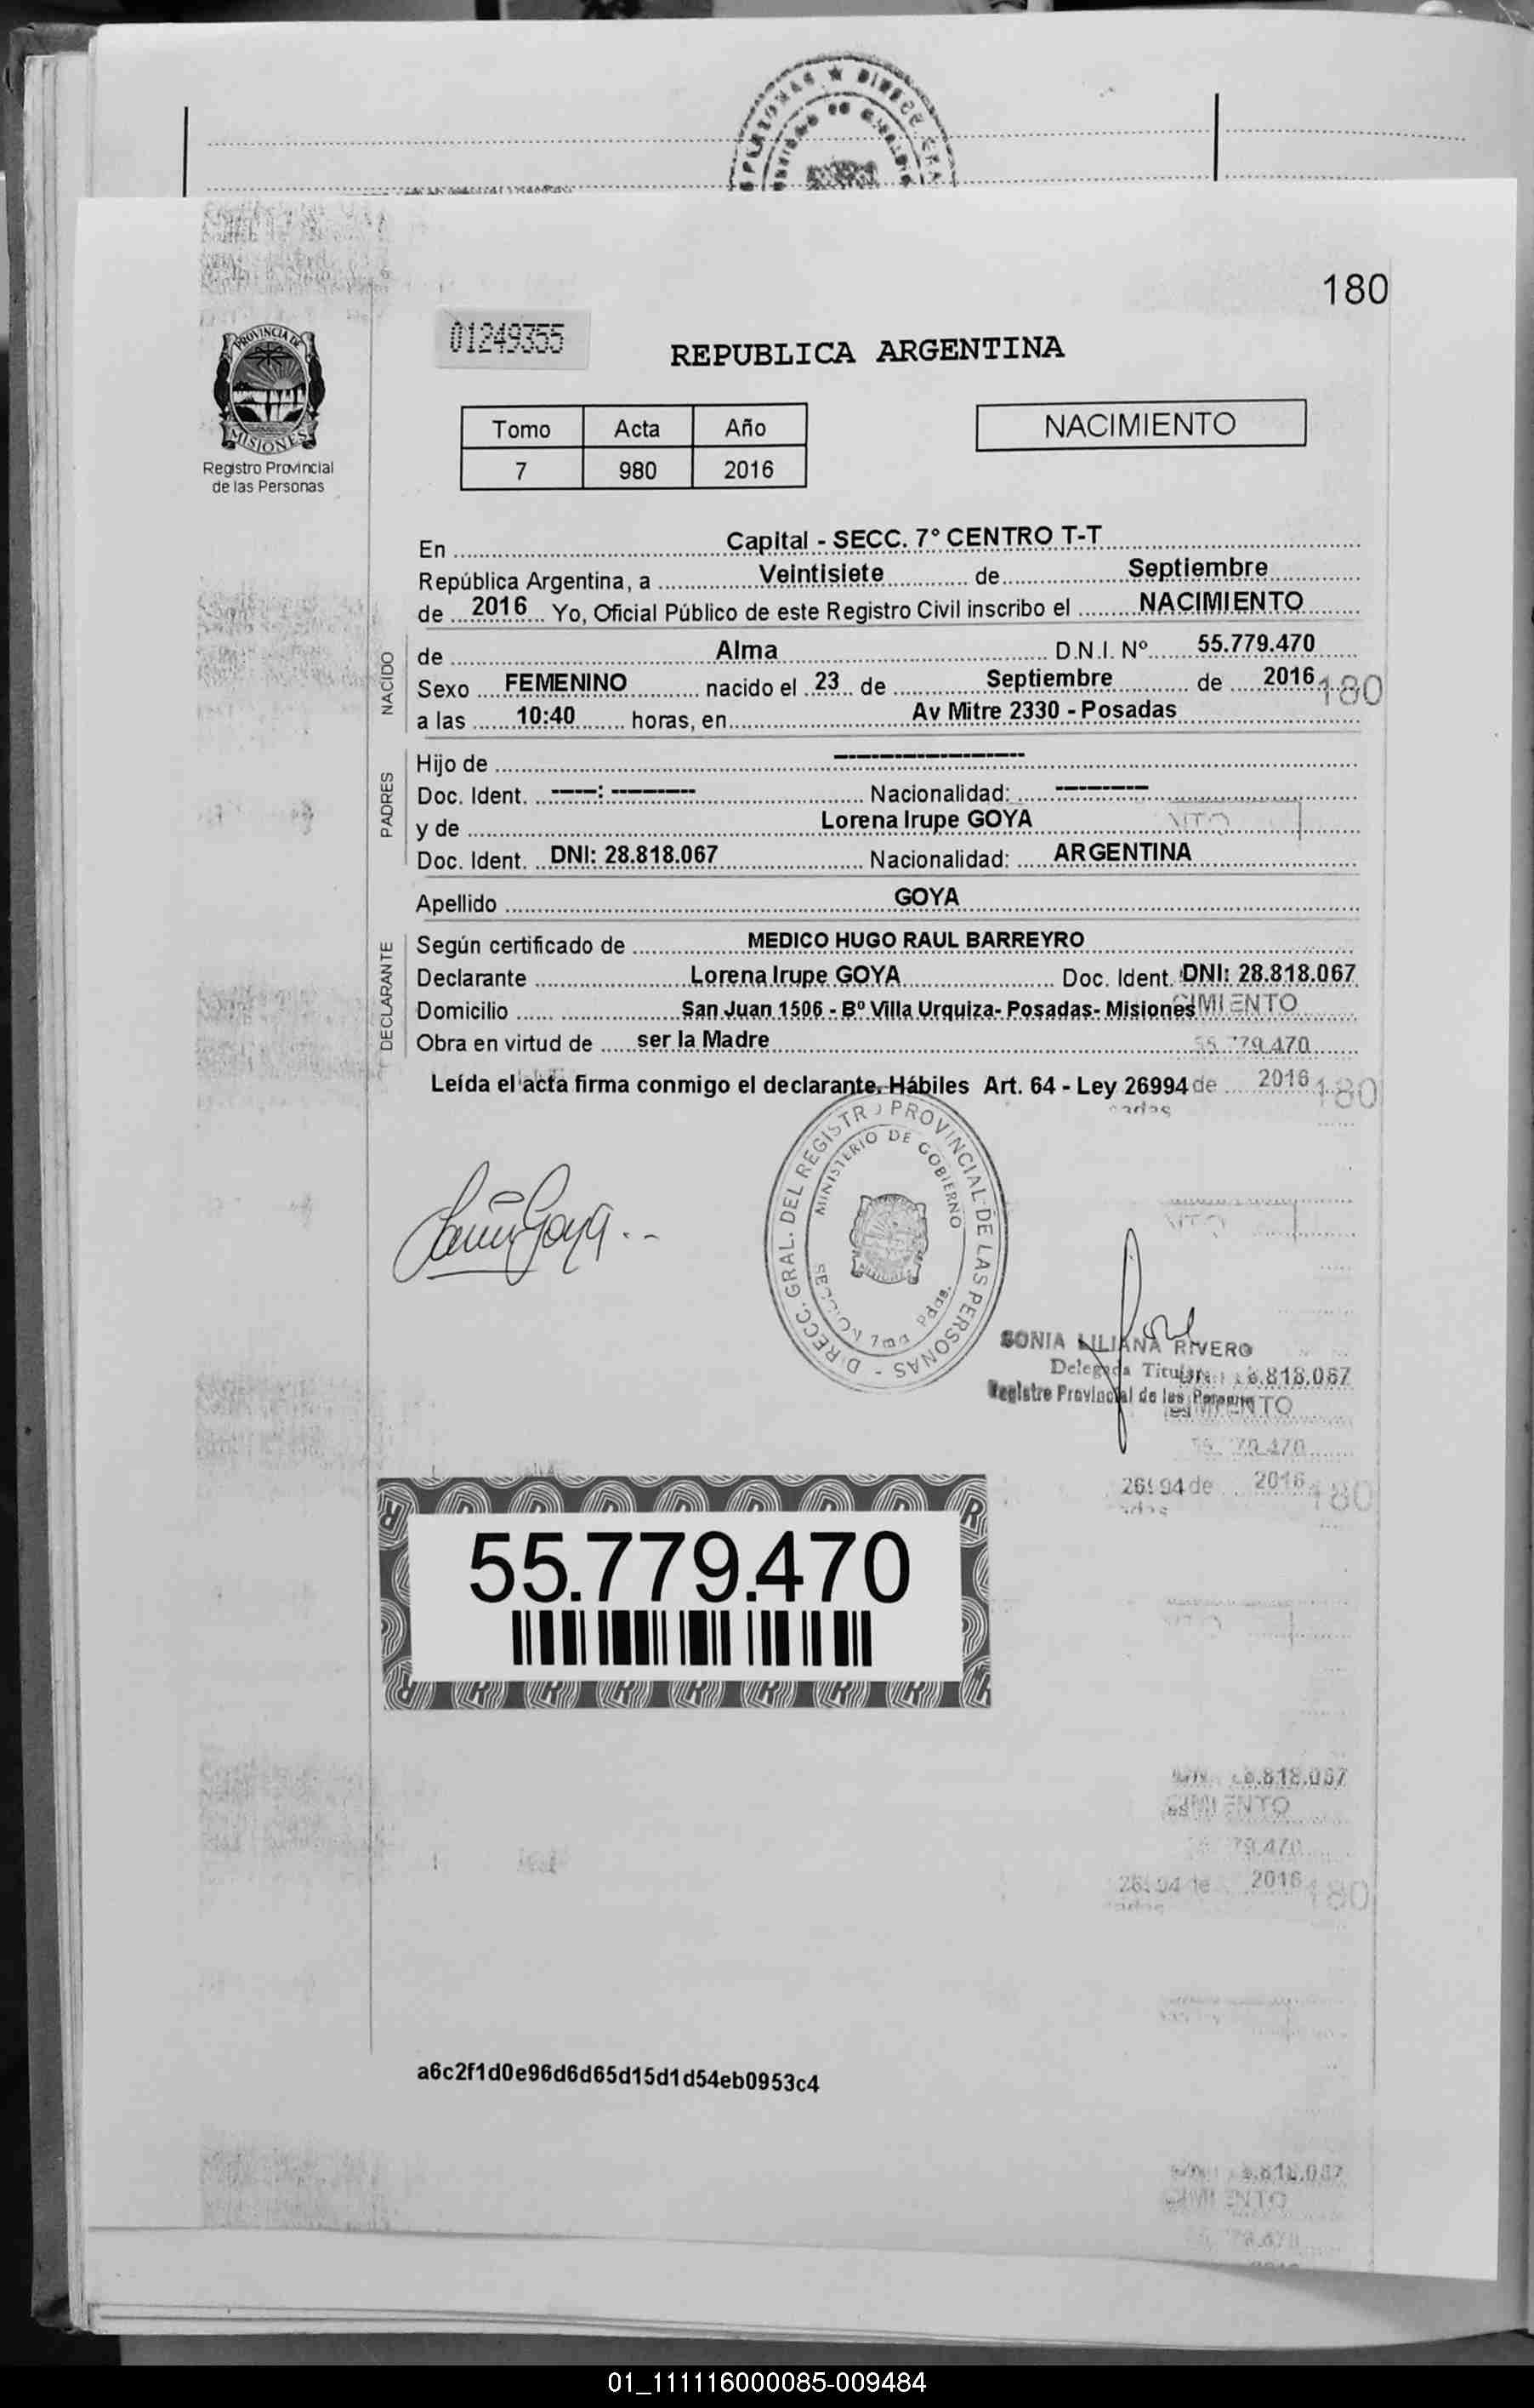 180
PROVINCIA DE
MISIONES
Registro Provincial
de las Personas
01249355
REPUBLICA ARGENTINA
Tomo Acta Año
7 980 2016
NACIMIENTO
En Capital - SECC. 7° CENTRO T-T
República Argentina, a Veintisiete de Septiembre
de 2016 Yo, Oficial Público de este Registro Civil inscribo el NACIMIENTO
NACIDO
de Alma D.N.I. Nº 55.779.470
Sexo FEMENINO nacido el 23 de Septiembre de 2016 180
a las 10:40 horas, en Av Mitre 2330 - Posadas
PADRES
Hijo de --------------------
Doc. Ident. -----: --------- Nacionalidad: ----------
y de Lorena Irupe GOYA
Doc. Ident. DNI: 28.818.067 Nacionalidad: ARGENTINA
Apellido GOYA
DECLARANTE
Según certificado de MEDICO HUGO RAUL BARREYRO
Declarante Lorena Irupe GOYA Doc. Ident. DNI: 28.818.067
Domicilio San Juan 1506 - Bº Villa Urquiza- Posadas- Misiones
Obra en virtud de ser la Madre
Leída el acta firma conmigo el declarante. Hábiles Art. 64 - Ley 26994 de 2016 180
DIRECC. GRAL. DEL REGISTRO PROVINCIAL DE LAS PERSONAS -
MINISTERIO DE GOBIERNO
SECCION 7ma Pdas.
Goya
SONIA LILIANA RIVERO
Delegada Titular
Registro Provincial de las Personas
55.779.470
a6c2f1d0e96d6d65d15d1d54eb0953c4
01_111116000085-009484